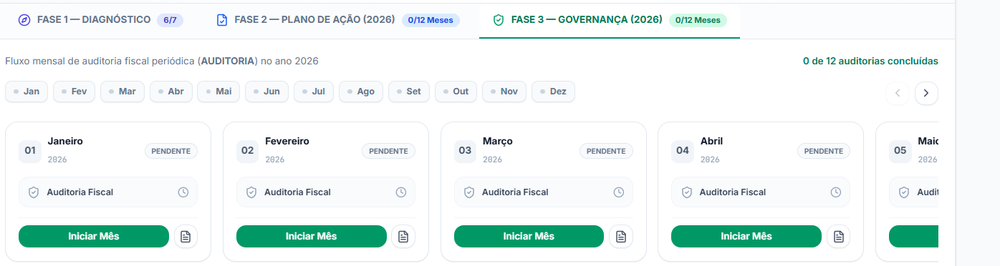 FASE 1 — DIAGNÓSTICO 6/7 FASE 2 — PLANO DE AÇÃO (2026) 0/12 Meses FASE 3 — GOVERNANÇA (2026) 0/12 Meses
Fluxo mensal de auditoria fiscal periódica (AUDITORIA) no ano 2026 0 de 12 auditorias concluídas
Jan Fev Mar Abr Mai Jun Jul Ago Set Out Nov Dez
01 Janeiro 2026 PENDENTE
Auditoria Fiscal
Iniciar Mês
02 Fevereiro 2026 PENDENTE
Auditoria Fiscal
Iniciar Mês
03 Março 2026 PENDENTE
Auditoria Fiscal
Iniciar Mês
04 Abril 2026 PENDENTE
Auditoria Fiscal
Iniciar Mês
05 2026